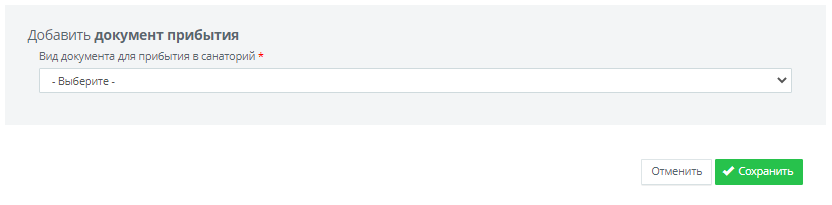 Добавить документ прибытия
Вид документа для прибытия в санаторий *
- Выберите -
Отменить
Сохранить